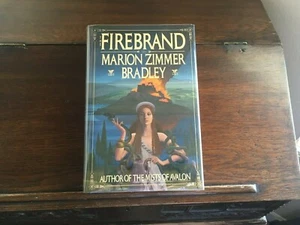 FIREBRAND
MARION ZIMMER
BRADLEY
AUTHOR OF THE MISTS OF AVALON